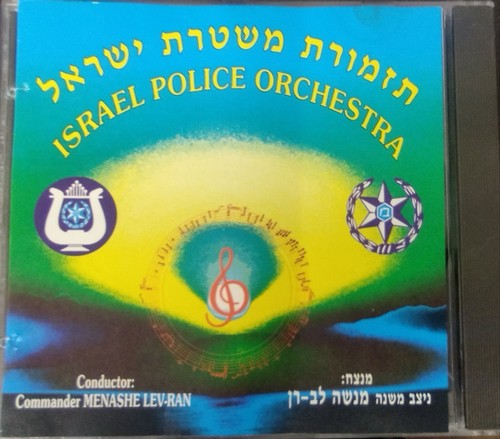 תזמורת משטרת ישראל
ISRAEL POLICE ORCHESTRA
Conductor:
Commander MENASHE LEV-RAN
מנצח:
ניצב משנה מנשה לב-רן